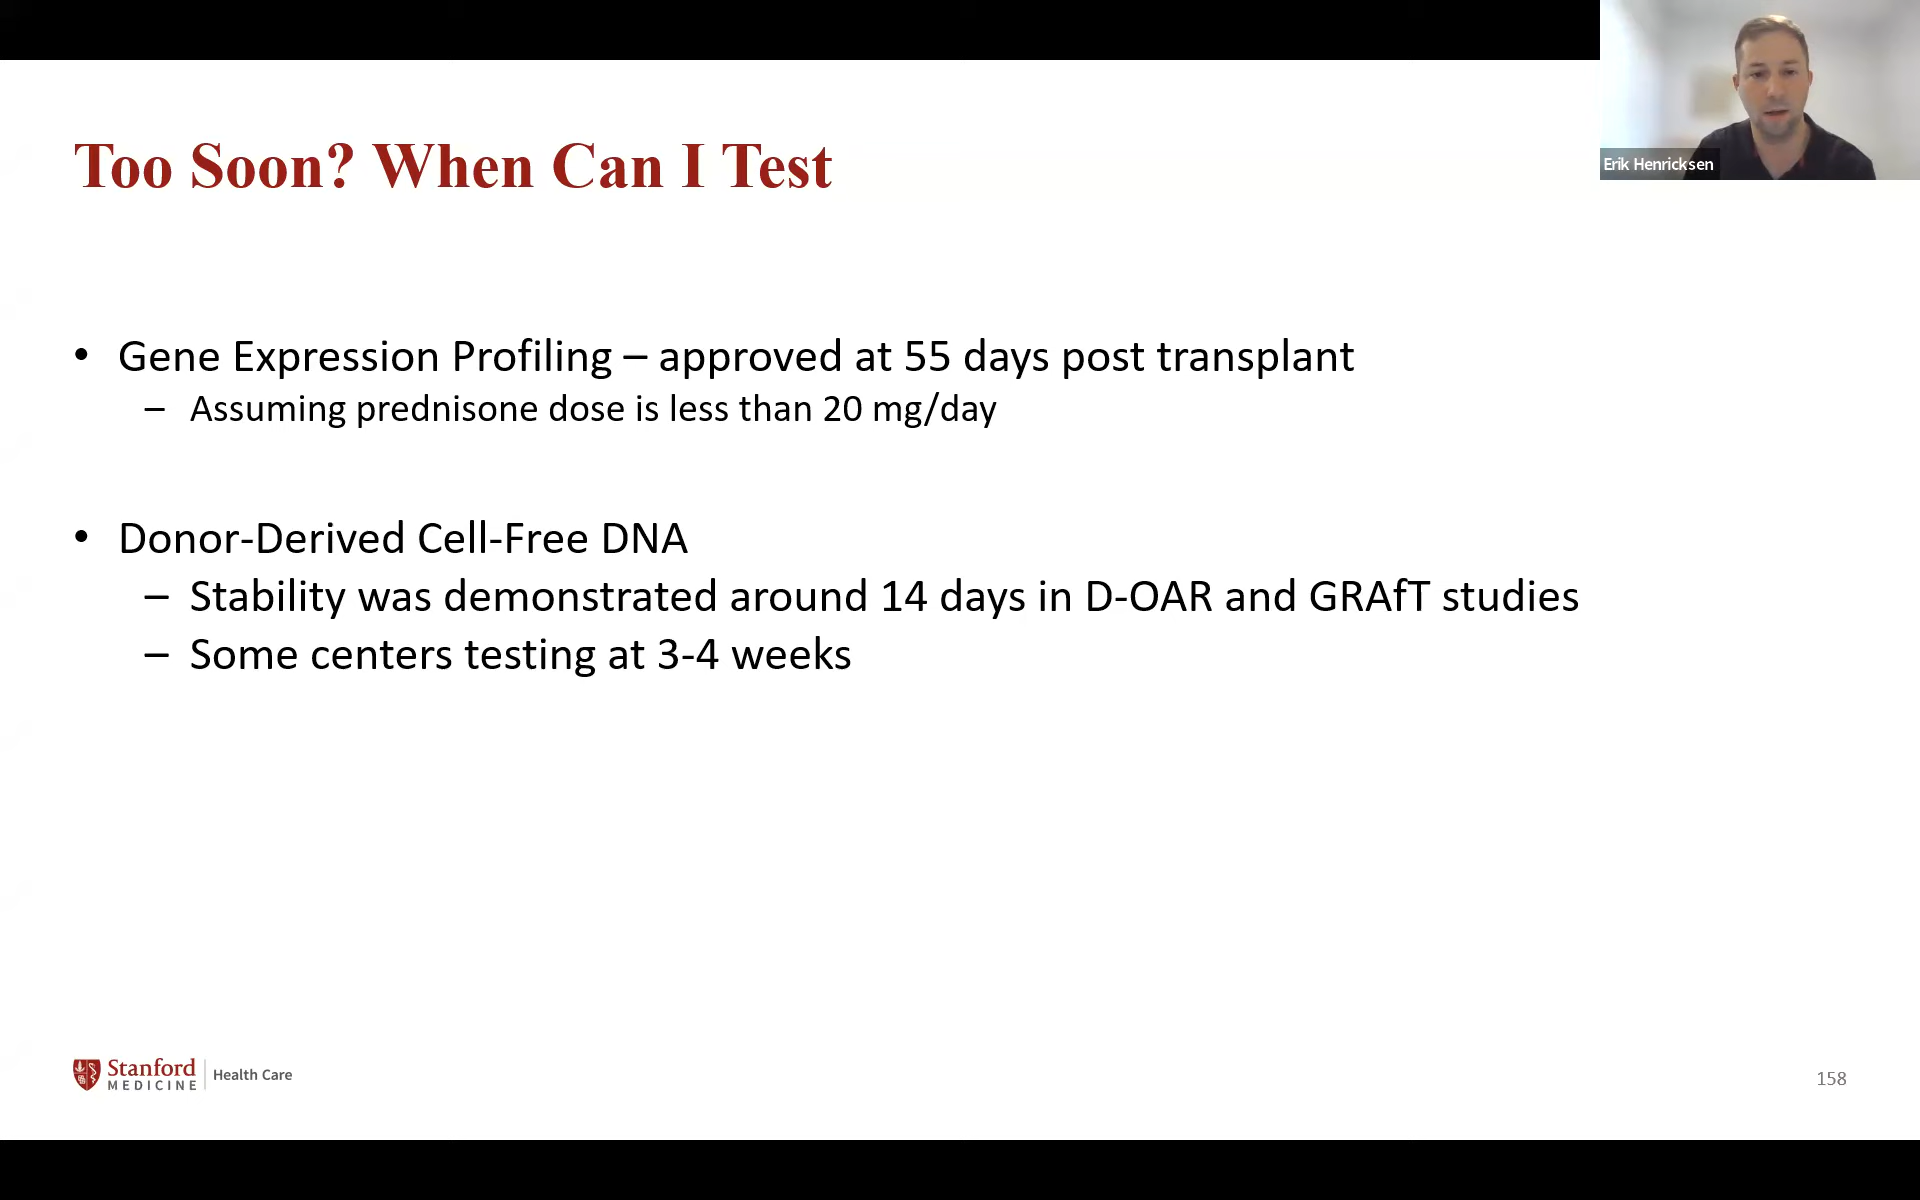 Erik Henricksen
Too Soon? When Can I Test
• Gene Expression Profiling – approved at 55 days post transplant
– Assuming prednisone dose is less than 20 mg/day
• Donor-Derived Cell-Free DNA
– Stability was demonstrated around 14 days in D-OAR and GRAfT studies
– Some centers testing at 3-4 weeks
Stanford
MEDICINE
Health Care
158